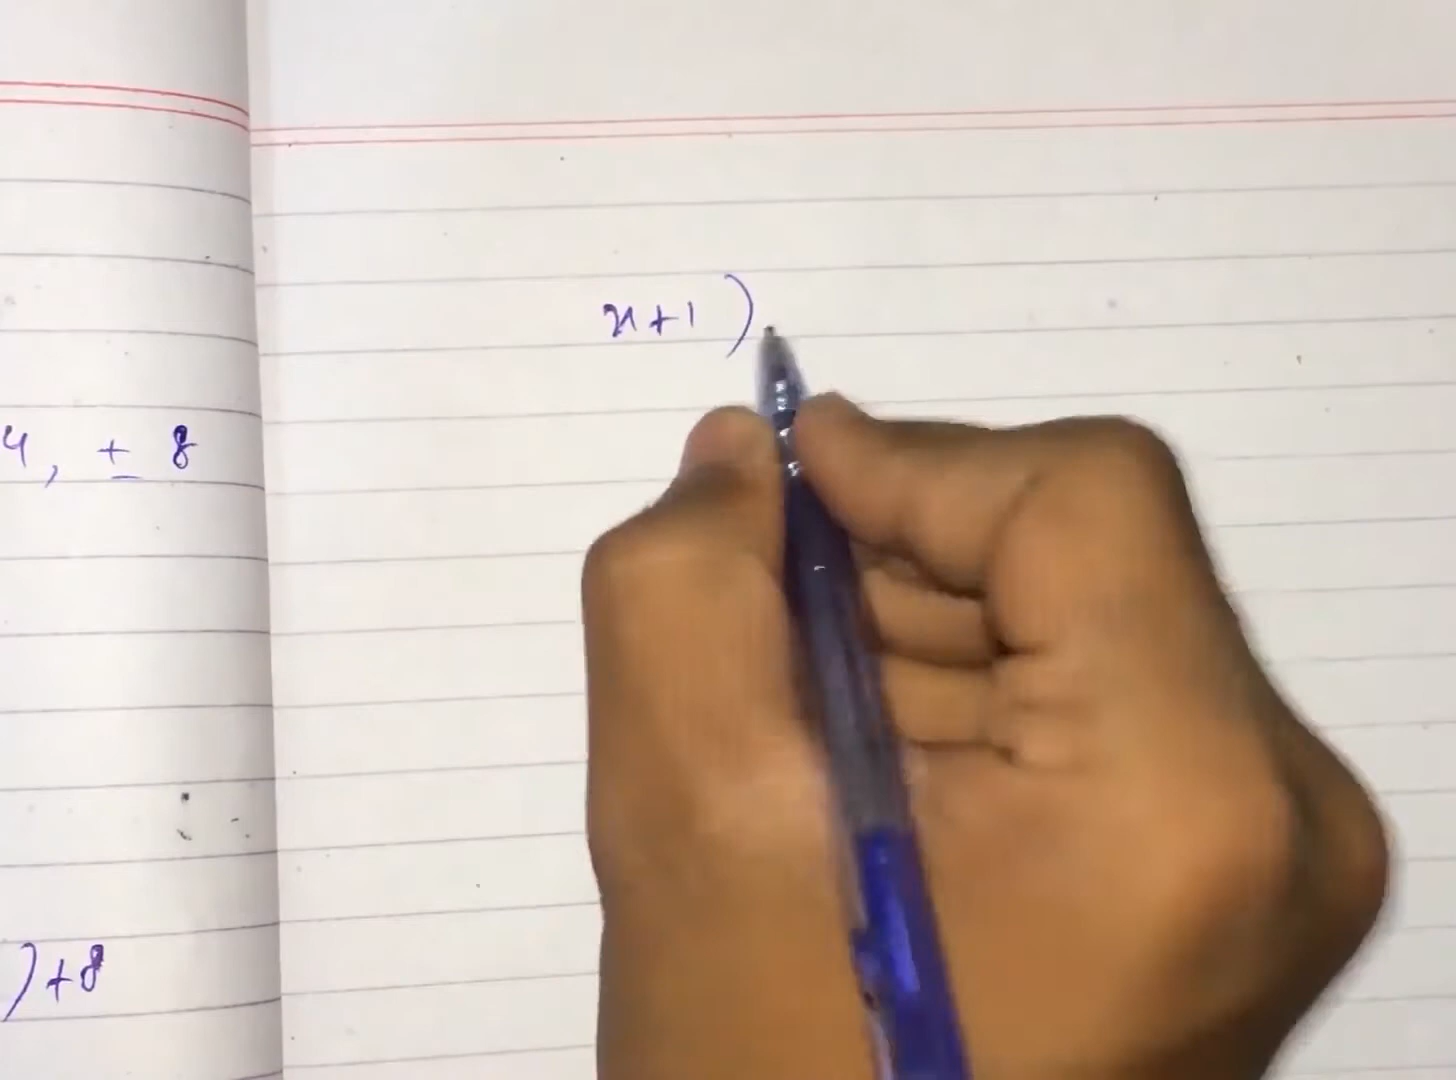 4, ± 8
) + 8
x + 1 )